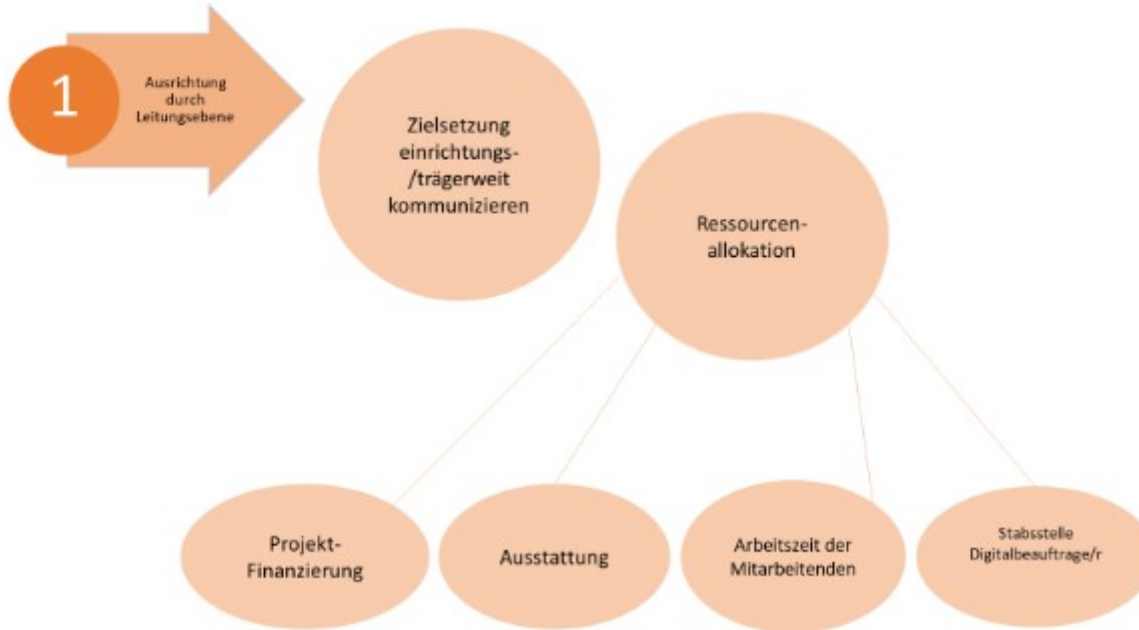 1
Ausrichtung
durch
Leitungsebene
Zielsetzung
einrichtungs-
/trägerweit
kommunizieren
Ressourcen-
allokation
Projekt-
Finanzierung
Ausstattung
Arbeitszeit der
Mitarbeitenden
Stabsstelle
Digitalbeauftrage/r